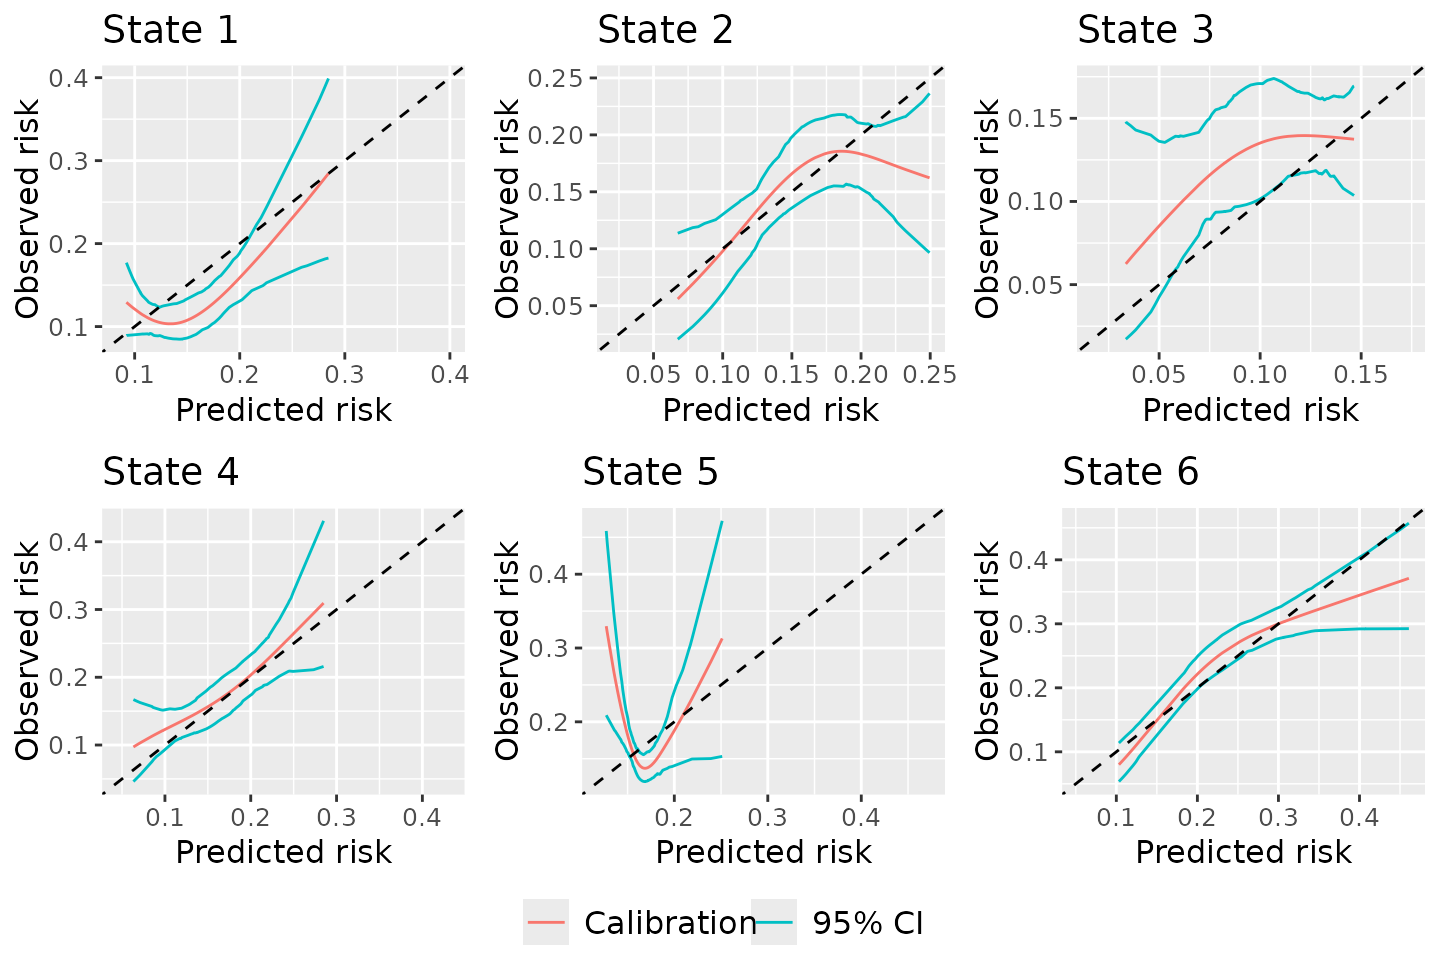 State 1
State 2
State 3
Observed risk
0.4
0.3
0.2
0.1
0.1 0.2 0.3 0.4
Predicted risk
Observed risk
0.25
0.20
0.15
0.10
0.05
0.05 0.10 0.15 0.20 0.25
Predicted risk
Observed risk
0.15
0.10
0.05
0.05 0.10 0.15
Predicted risk
State 4
State 5
State 6
Observed risk
0.4
0.3
0.2
0.1
0.1 0.2 0.3 0.4
Predicted risk
Observed risk
0.4
0.3
0.2
0.2 0.3 0.4
Predicted risk
Observed risk
0.4
0.3
0.2
0.1
0.1 0.2 0.3 0.4
Predicted risk
Calibration 95% CI